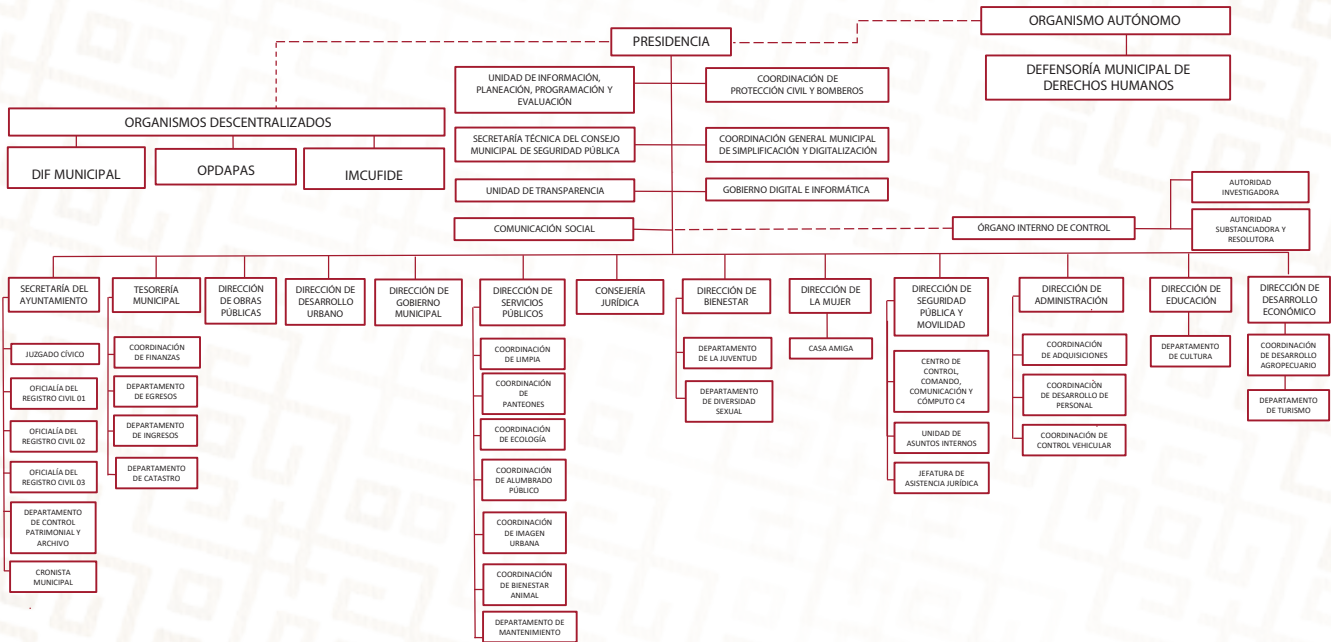 ORGANISMO AUTÓNOMO
PRESIDENCIA
DEFENSORÍA MUNICIPAL DE
DERECHOS HUMANOS
UNIDAD DE INFORMACIÓN,
PLANEACIÓN, PROGRAMACIÓN Y
EVALUACIÓN
COORDINACIÓN DE
PROTECCIÓN CIVIL Y BOMBEROS
ORGANISMOS DESCENTRALIZADOS
DIF MUNICIPAL
OPDAPAS
IMCUFIDE
SECRETARÍA TÉCNICA DEL CONSEJO
MUNICIPAL DE SEGURIDAD PÚBLICA
COORDINACIÓN GENERAL MUNICIPAL
DE SIMPLIFICACIÓN Y DIGITALIZACIÓN
UNIDAD DE TRANSPARENCIA
GOBIERNO DIGITAL E INFORMÁTICA
COMUNICACIÓN SOCIAL
ÓRGANO INTERNO DE CONTROL
AUTORIDAD
INVESTIGADORA
AUTORIDAD
SUBSTANCIADORA Y
RESOLUTORA
SECRETARÍA DEL
AYUNTAMIENTO
JUZGADO CÍVICO
OFICIALÍA DEL
REGISTRO CIVIL 01
OFICIALÍA DEL
REGISTRO CIVIL 02
OFICIALÍA DEL
REGISTRO CIVIL 03
DEPARTAMENTO
DE CONTROL
PATRIMONIAL Y
ARCHIVO
CRONISTA
MUNICIPAL
TESORERÍA
MUNICIPAL
COORDINACIÓN
DE FINANZAS
DEPARTAMENTO
DE EGRESOS
DEPARTAMENTO
DE INGRESOS
DEPARTAMENTO
DE CATASTRO
DIRECCIÓN
DE OBRAS
PÚBLICAS
DIRECCIÓN DE
DESARROLLO
URBANO
DIRECCIÓN DE
GOBIERNO
MUNICIPAL
DIRECCIÓN DE
SERVICIOS
PÚBLICOS
COORDINACIÓN
DE LIMPIA
COORDINACIÓN
DE
PANTEONES
COORDINACIÓN
DE ECOLOGÍA
COORDINACIÓN
DE ALUMBRADO
PÚBLICO
COORDINACIÓN
DE IMAGEN
URBANA
COORDINACIÓN
DE BIENESTAR
ANIMAL
DEPARTAMENTO DE
MANTENIMIENTO
CONSEJERÍA
JURÍDICA
DIRECCIÓN DE
BIENESTAR
DEPARTAMENTO
DE LA JUVENTUD
DEPARTAMENTO
DE DIVERSIDAD
SEXUAL
DIRECCIÓN DE
LA MUJER
CASA AMIGA
DIRECCIÓN DE
SEGURIDAD
PÚBLICA Y
MOVILIDAD
CENTRO DE
CONTROL,
COMANDO,
COMUNICACIÓN Y
CÓMPUTO C4
UNIDAD DE
ASUNTOS INTERNOS
JEFATURA DE
ASISTENCIA JURÍDICA
DIRECCIÓN DE
ADMINISTRACIÓN
COORDINACIÓN
DE ADQUISICIONES
COORDINACIÒN
DE DESARROLLO DE
PERSONAL
COORDINACIÓN DE
CONTROL VEHICULAR
DIRECCIÓN DE
EDUCACIÓN
DEPARTAMENTO
DE CULTURA
DIRECCIÓN DE
DESARROLLO
ECONÓMICO
COORDINACIÓN
DE DESARROLLO
AGROPECUARIO
DEPARTAMENTO
DE TURISMO